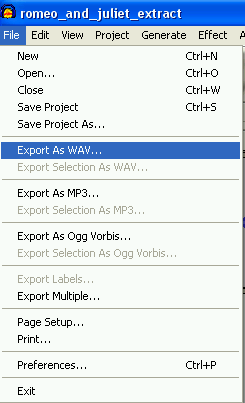 romeo_and_juliet_extract
File Edit View Project Generate Effect A
New Ctrl+N
Open... Ctrl+O
Close Ctrl+W
Save Project Ctrl+S
Save Project As...
Export As WAV...
Export Selection As WAV...
Export As MP3...
Export Selection As MP3...
Export As Ogg Vorbis...
Export Selection As Ogg Vorbis...
Export Labels...
Export Multiple...
Page Setup...
Print...
Preferences... Ctrl+P
Exit